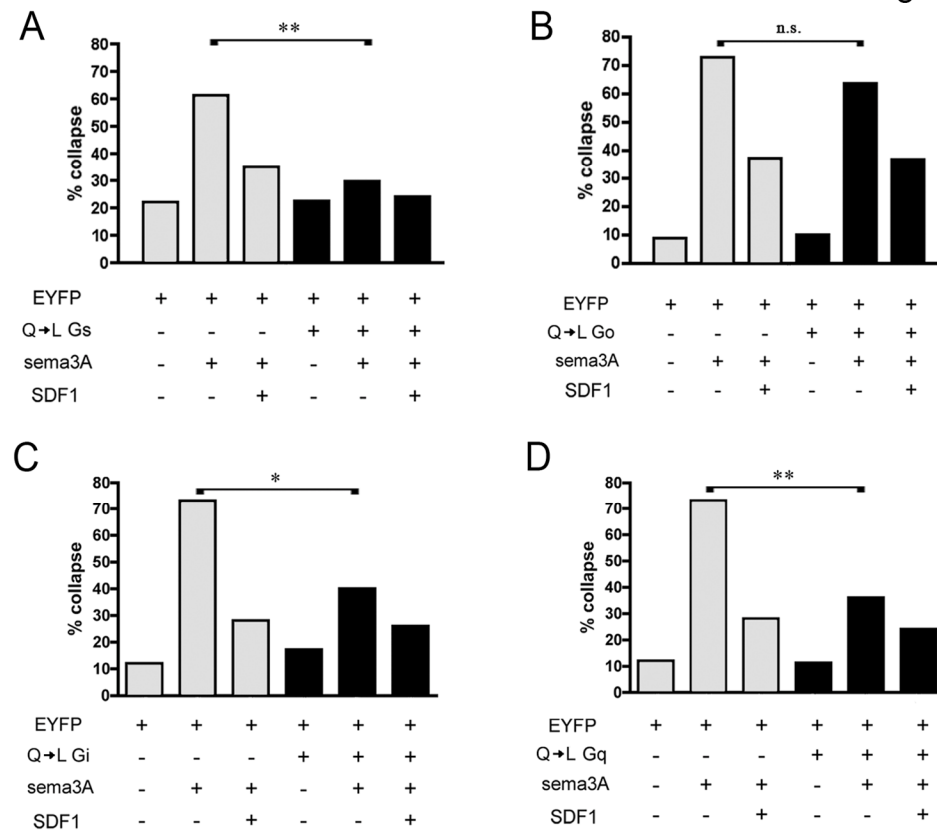 A
**
80
70
60
50
40
30
20
10
0
% collapse
EYFP + + + + + +
Q→L Gs - - - + + +
sema3A - + + - + +
SDF1 - - + - - +
B
n.s.
80
70
60
50
40
30
20
10
0
% collapse
EYFP + + + + + +
Q→L Go - - - + + +
sema3A - + + - + +
SDF1 - - + - - +
C
*
80
70
60
50
40
30
20
10
0
% collapse
EYFP + + + + + +
Q→L Gi - - - + + +
sema3A - + + - + +
SDF1 - - + - - +
D
**
80
70
60
50
40
30
20
10
0
% collapse
EYFP + + + + + +
Q→L Gq - - - + + +
sema3A - + + - + +
SDF1 - - + - - +